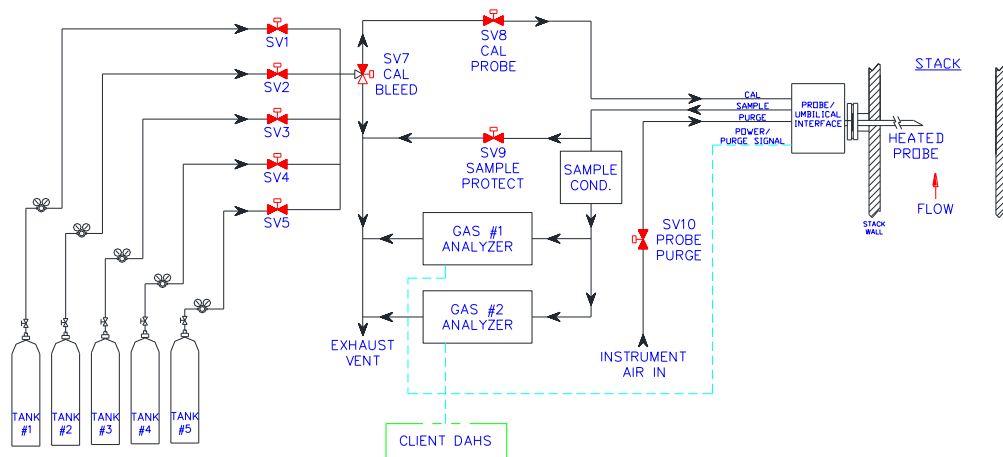 SV1
SV2
SV3
SV4
SV5
SV7
CAL
BLEED
SV8
CAL
PROBE
SV9
SAMPLE
PROTECT
SAMPLE
COND.
GAS #1
ANALYZER
GAS #2
ANALYZER
EXHAUST
VENT
SV10
PROBE
PURGE
INSTRUMENT
AIR IN
CAL
SAMPLE
PURGE
POWER/
PURGE SIGNAL
PROBE/
UMBILICAL
INTERFACE
STACK
HEATED
PROBE
FLOW
STACK
WALL
TANK
#1
TANK
#2
TANK
#3
TANK
#4
TANK
#5
CLIENT DAHS